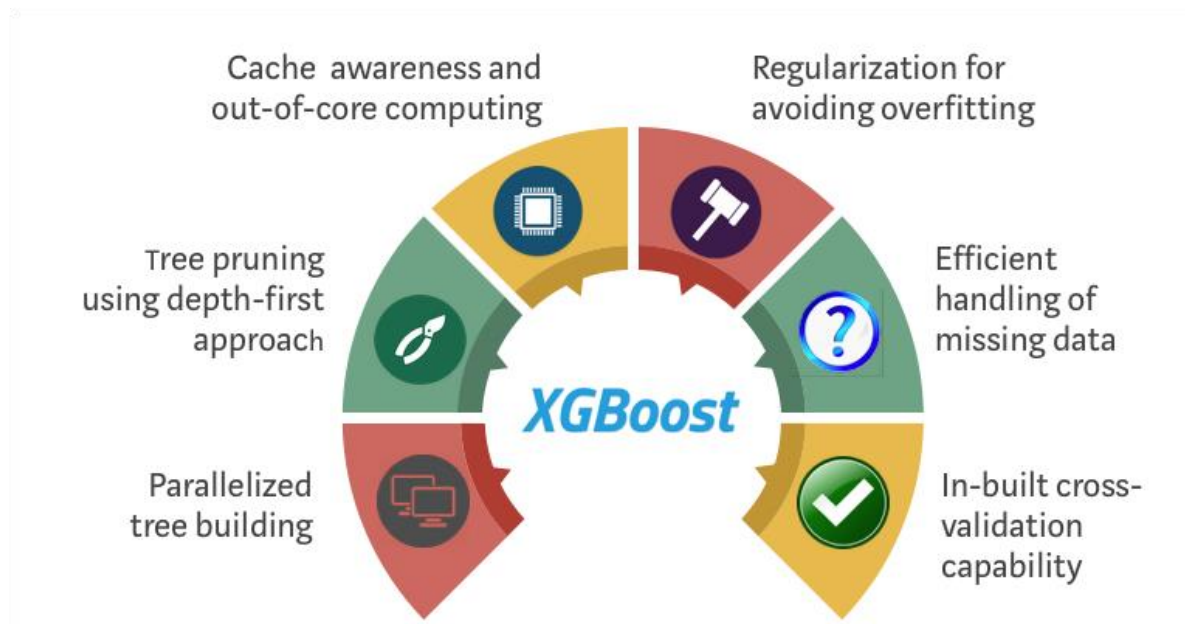 Cache awareness and
out-of-core computing
Regularization for
avoiding overfitting
Tree pruning
using depth-first
approach
Efficient
handling of
missing data
XGBoost
Parallelized
tree building
In-built cross-
validation
capability